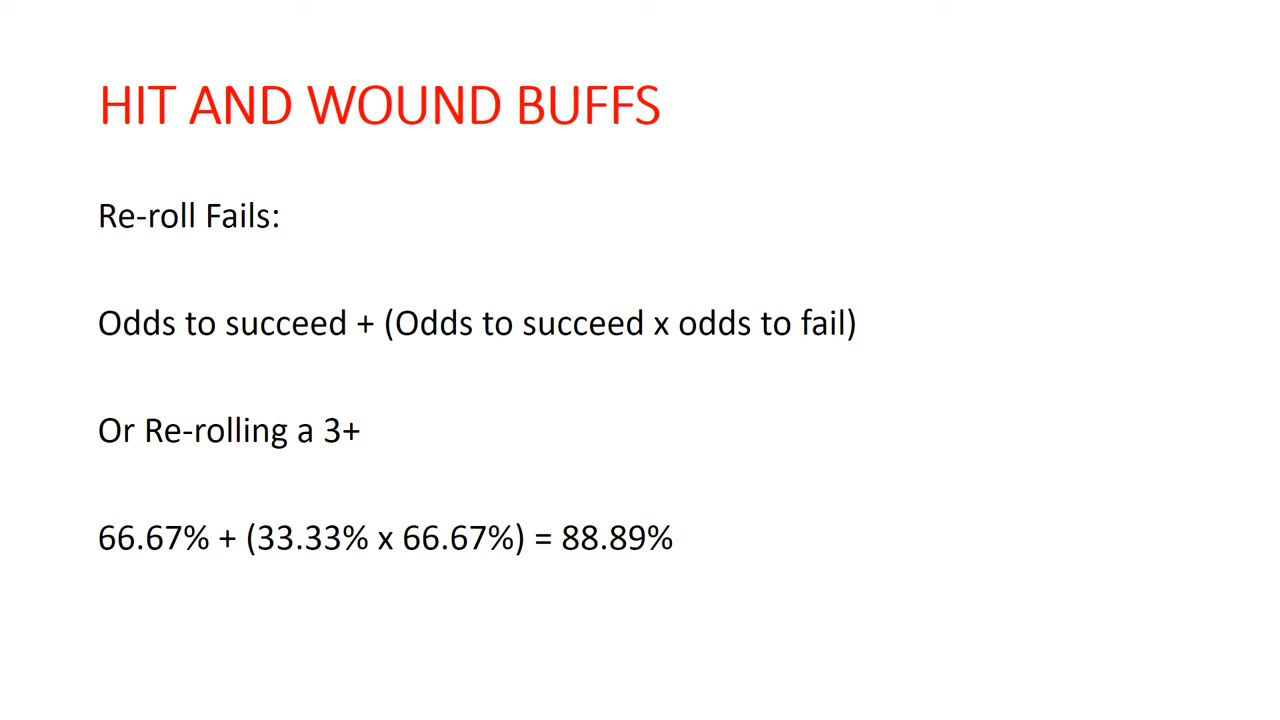 HIT AND WOUND BUFFS
Re-roll Fails:
Odds to succeed + (Odds to succeed x odds to fail)
Or Re-rolling a 3+
66.67% + (33.33% x 66.67%) = 88.89%